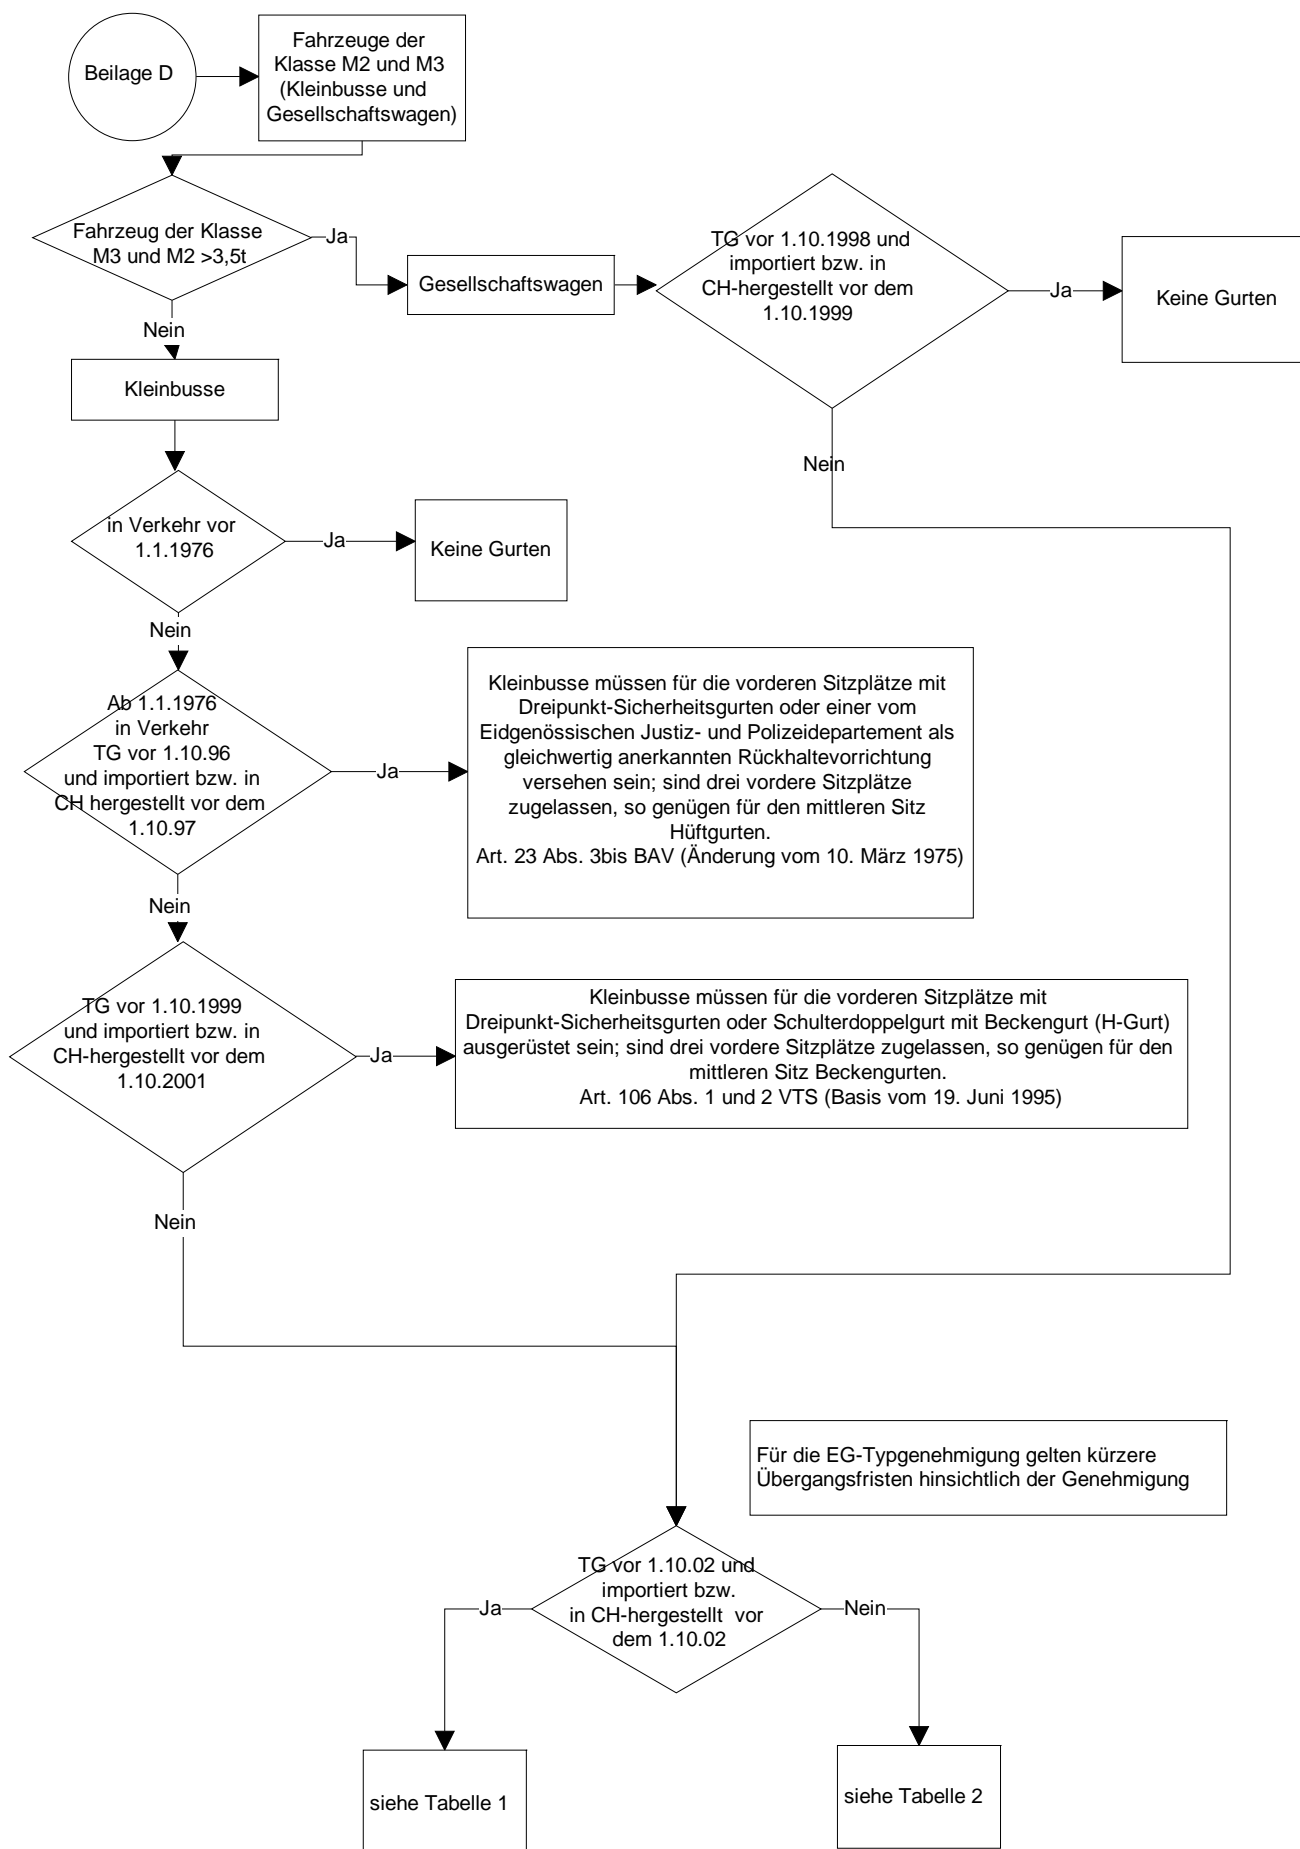 Beilage D
Fahrzeuge der
Klasse M2 und M3
(Kleinbusse und
Gesellschaftswagen)
Fahrzeug der Klasse
M3 und M2 >3,5t
Ja
Gesellschaftswagen
TG vor 1.10.1998 und
importiert bzw. in
CH-hergestellt vor dem
1.10.1999
Ja
Keine Gurten
Nein
Kleinbusse
Nein
in Verkehr vor
1.1.1976
Ja
Keine Gurten
Nein
Ab 1.1.1976
in Verkehr
TG vor 1.10.96
und importiert bzw. in
CH hergestellt vor dem
1.10.97
Ja
Kleinbusse müssen für die vorderen Sitzplätze mit
Dreipunkt-Sicherheitsgurten oder einer vom
Eidgenössischen Justiz- und Polizeidepartement als
gleichwertig anerkannten Rückhaltevorrichtung
versehen sein; sind drei vordere Sitzplätze
zugelassen, so genügen für den mittleren Sitz
Hüftgurten.
Art. 23 Abs. 3bis BAV (Änderung vom 10. März 1975)
Nein
TG vor 1.10.1999
und importiert bzw. in
CH-hergestellt vor dem
1.10.2001
Ja
Kleinbusse müssen für die vorderen Sitzplätze mit
Dreipunkt-Sicherheitsgurten oder Schulterdoppelgurt mit Beckengurt (H-Gurt)
ausgerüstet sein; sind drei vordere Sitzplätze zugelassen, so genügen für den
mittleren Sitz Beckengurten.
Art. 106 Abs. 1 und 2 VTS (Basis vom 19. Juni 1995)
Nein
Für die EG-Typgenehmigung gelten kürzere
Übergangsfristen hinsichtlich der Genehmigung
TG vor 1.10.02 und
importiert bzw.
in CH-hergestellt vor
dem 1.10.02
Ja
Nein
siehe Tabelle 1
siehe Tabelle 2